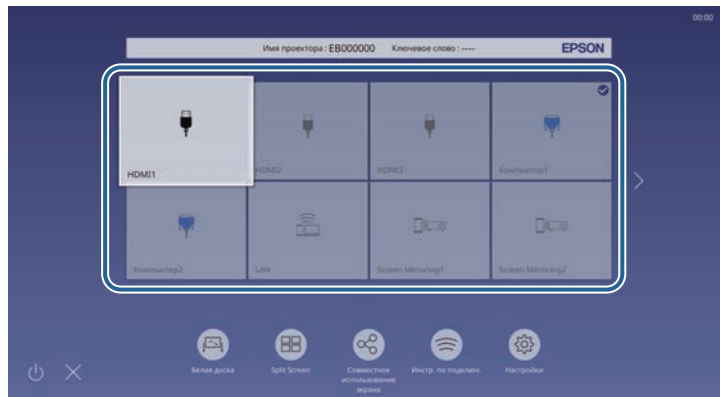 00:00
Имя проектора : EB000000 Ключевое слово : ---- EPSON
HDMI1 HDMI2 HDMI3 Компьютер1
Компьютер2 LAN Screen Mirroring1 Screen Mirroring2
Белая доска Split Screen Совместное использование экрана Инстр. по подключ. Настройки